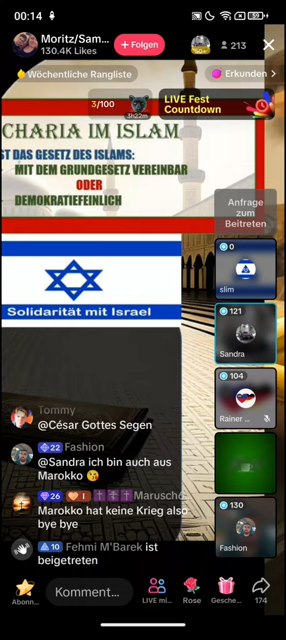 00:14
59
Moritz/Sam...
130.4K Likes
+ Folgen
213
Wöchentliche Rangliste
Erkunden >
3/100
3h22m
LIVE Fest
Countdown
CHARIA IM ISLAM
ST DAS GESETZ DES ISLAMS:
MIT DEM GRUNDGESETZ VEREINBAR
ODER
DEMOKRATIEFEINLICH
Anfrage
zum
Beitreten
0
slim
Solidarität mit Israel
121
Sandra
104
Rainer ...
Tommy
@César Gottes Segen
22 Fashion
@Sandra ich bin auch aus
Marokko 😘
26 1 Marusch
Marokko hat keine Krieg also
bye bye
130
Fashion
10 Fehmi M'Barek ist
beigetreten
Abonn...
Komment...
LIVE mi...
Rose
Gesche...
174